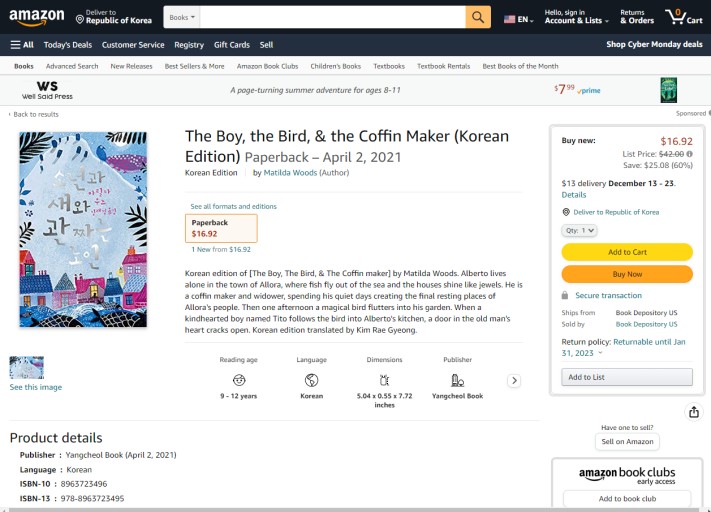 amazon
Deliver to
Republic of Korea
Books
EN
Hello, sign in
Account & Lists
Returns
& Orders
0
Cart
All
Today's Deals
Customer Service
Registry
Gift Cards
Sell
Shop Cyber Monday deals
Books
Advanced Search
New Releases
Best Sellers & More
Amazon Book Clubs
Children's Books
Textbooks
Textbook Rentals
Best Books of the Month
WS
Well Said Press
A page-turning summer adventure for ages 8-11
$7.99 prime
‹ Back to results
Sponsored
소년과
새와
관 짜는
노인
The Boy, the Bird, & the Coffin Maker (Korean
Edition) Paperback – April 2, 2021
Korean Edition | by Matilda Woods (Author)
See all formats and editions
Paperback
$16.92
1 New from $16.92
Korean edition of [The Boy, The Bird, & The Coffin maker] by Matilda Woods. Alberto lives
alone in the town of Allora, where fish fly out of the sea and the houses shine like jewels. He is
a coffin maker and widower, spending his quiet days creating the final resting places of
Allora's people. Then one afternoon a magical bird flutters into his garden. When a
kindhearted boy named Tito follows the bird into Alberto's kitchen, a door in the old man's
heart cracks open. Korean edition translated by Kim Rae Gyeong.
Reading age
9 - 12 years
Language
Korean
Dimensions
5.04 x 0.55 x 7.72
inches
Publisher
Yangcheol Book
See this image
Product details
Publisher : Yangcheol Book (April 2, 2021)
Language : Korean
ISBN-10 : 8963723496
ISBN-13 : 978-8963723495
Buy new:
$16.92
List Price: $42.00
Save: $25.08 (60%)
$13 delivery December 13 - 23.
Details
Deliver to Republic of Korea
Qty: 1
Add to Cart
Buy Now
Secure transaction
Ships from Book Depository US
Sold by Book Depository US
Return policy: Returnable until Jan
31, 2023
Add to List
Have one to sell?
Sell on Amazon
amazon book clubs
early access
Add to book club